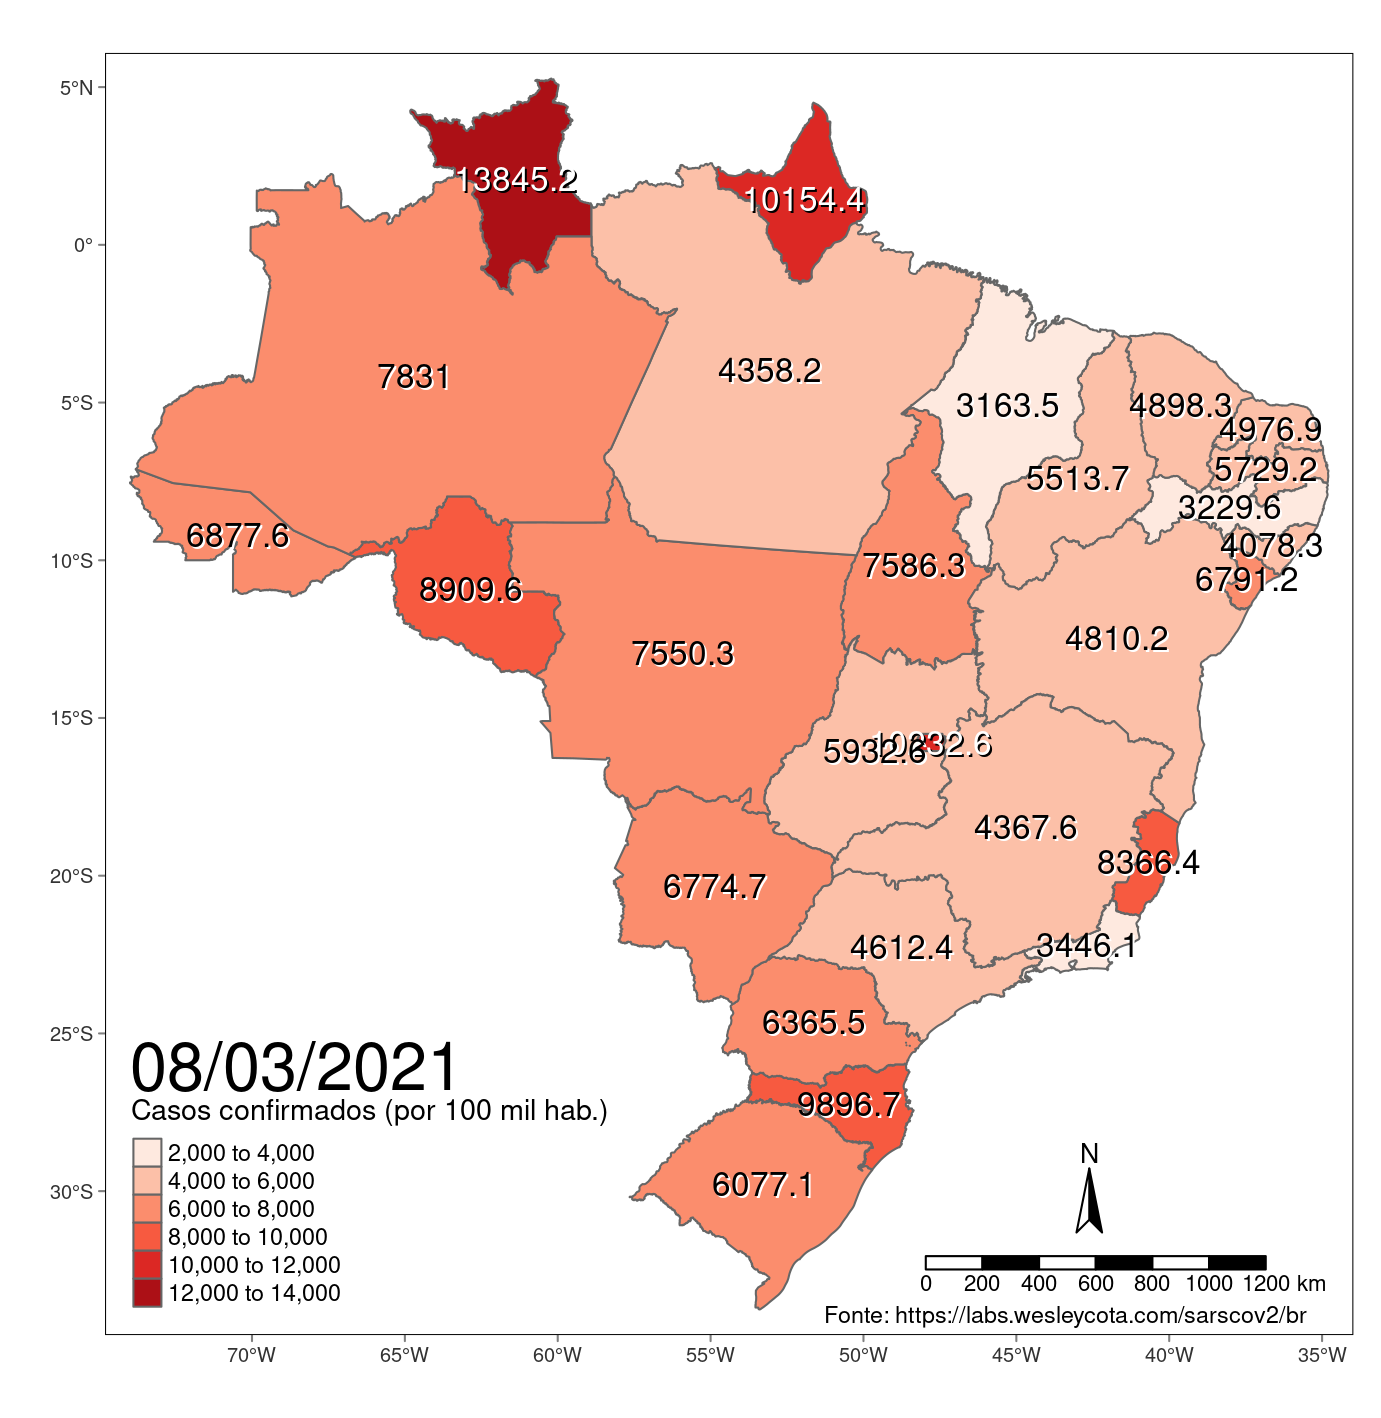 5°N
0°
5°S
10°S
15°S
20°S
25°S
30°S
13845.2
10154.4
7831
4358.2
3163.5
4898.3
4976.9
5513.7
5729.2
3229.6
6877.6
4078.3
7586.3
6791.2
8909.6
4810.2
7550.3
5932.6
4367.6
8366.4
6774.7
4612.4
3446.1
6365.5
9896.7
6077.1
08/03/2021
Casos confirmados (por 100 mil hab.)
2,000 to 4,000
4,000 to 6,000
6,000 to 8,000
8,000 to 10,000
10,000 to 12,000
12,000 to 14,000
N
0 200 400 600 800 1000 1200 km
Fonte: https://labs.wesleycota.com/sarscov2/br
70°W 65°W 60°W 55°W 50°W 45°W 40°W 35°W